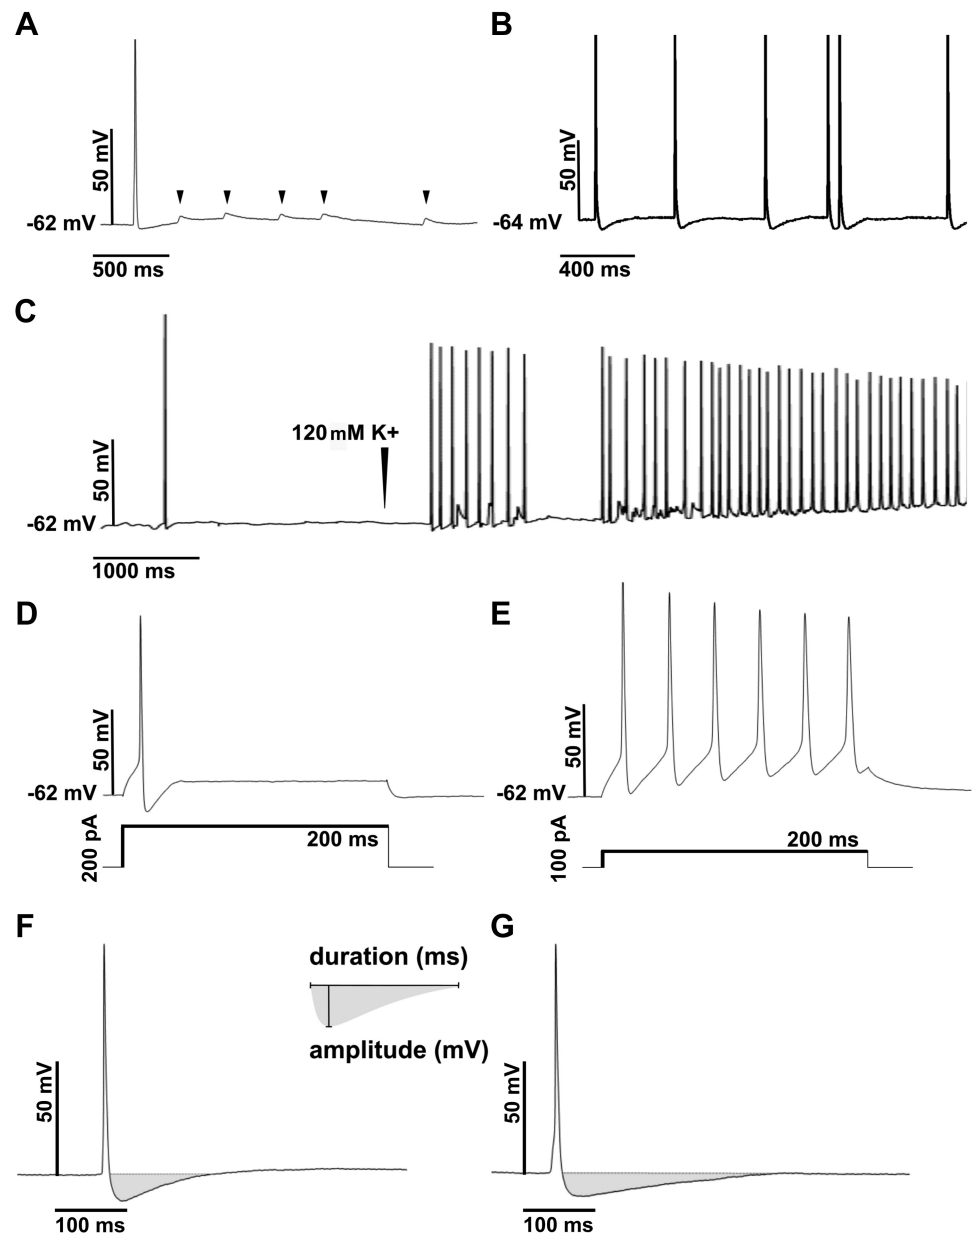 A
50 mV
-62 mV
500 ms
B
50 mV
-64 mV
400 ms
C
120 mM K+
50 mV
-62 mV
1000 ms
D
50 mV
-62 mV
200 pA
200 ms
E
50 mV
-62 mV
100 pA
200 ms
F
50 mV
100 ms
duration (ms)
amplitude (mV)
G
50 mV
100 ms